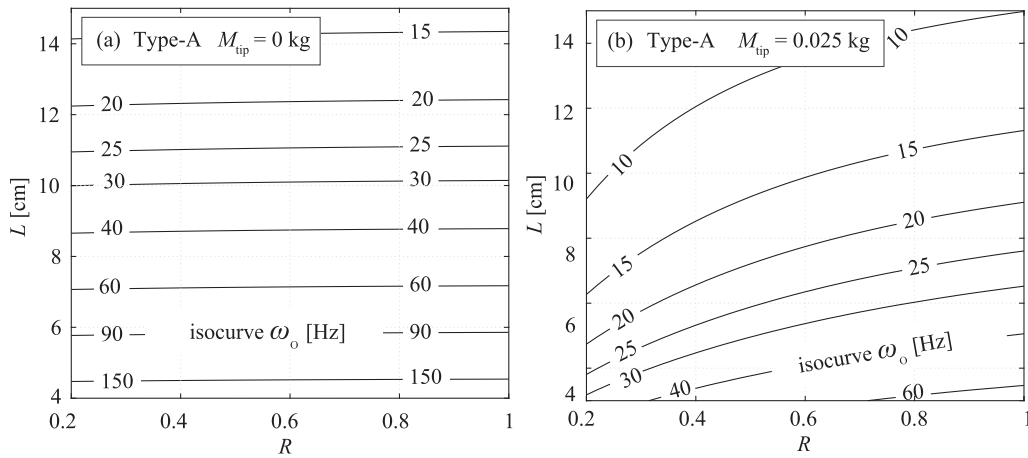 (a) Type-A M_tip = 0 kg
14
12
10
8
6
4
L [cm]
15
20 20
25 25
30 30
40 40
60 60
90 isocurve ω_o [Hz] 90
150 150
0.2 0.4 0.6 0.8 1
R
(b) Type-A M_tip = 0.025 kg
14
12
10
8
6
4
L [cm]
10 10
15 15
20 20
25 25
30
40 isocurve ω_o [Hz]
60
0.2 0.4 0.6 0.8 1
R